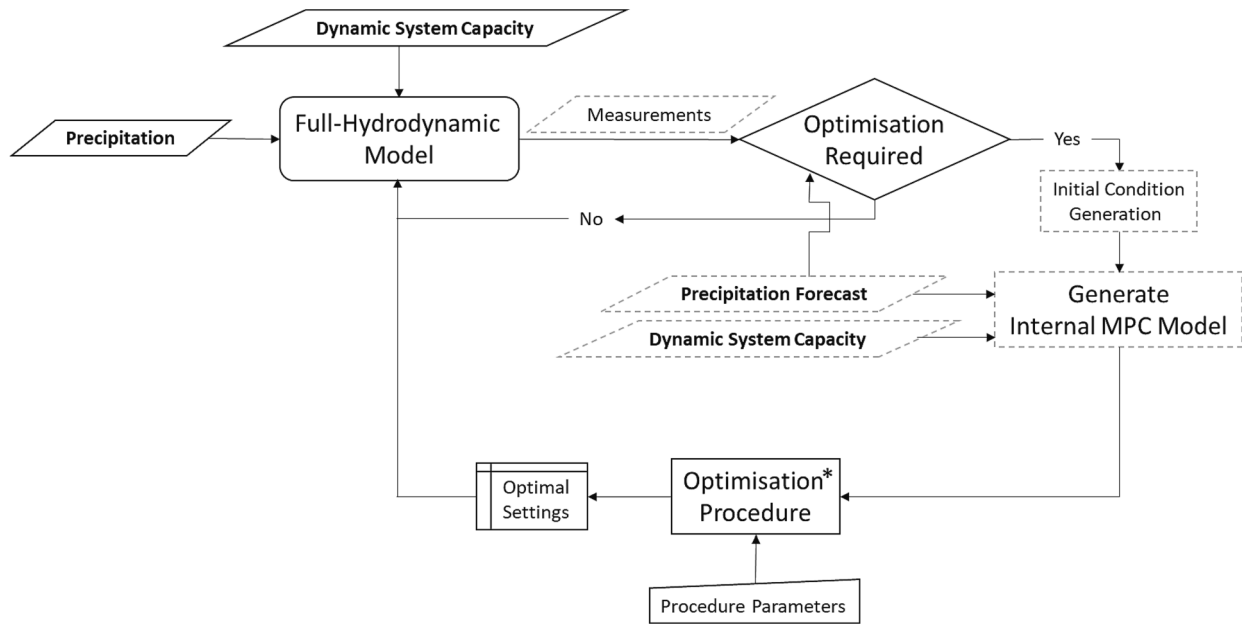 Dynamic System Capacity
Precipitation
Full-Hydrodynamic
Model
Measurements
Optimisation
Required
Yes
Initial Condition
Generation
No
Precipitation Forecast
Dynamic System Capacity
Generate
Internal MPC Model
Optimal
Settings
Optimisation*
Procedure
Procedure Parameters